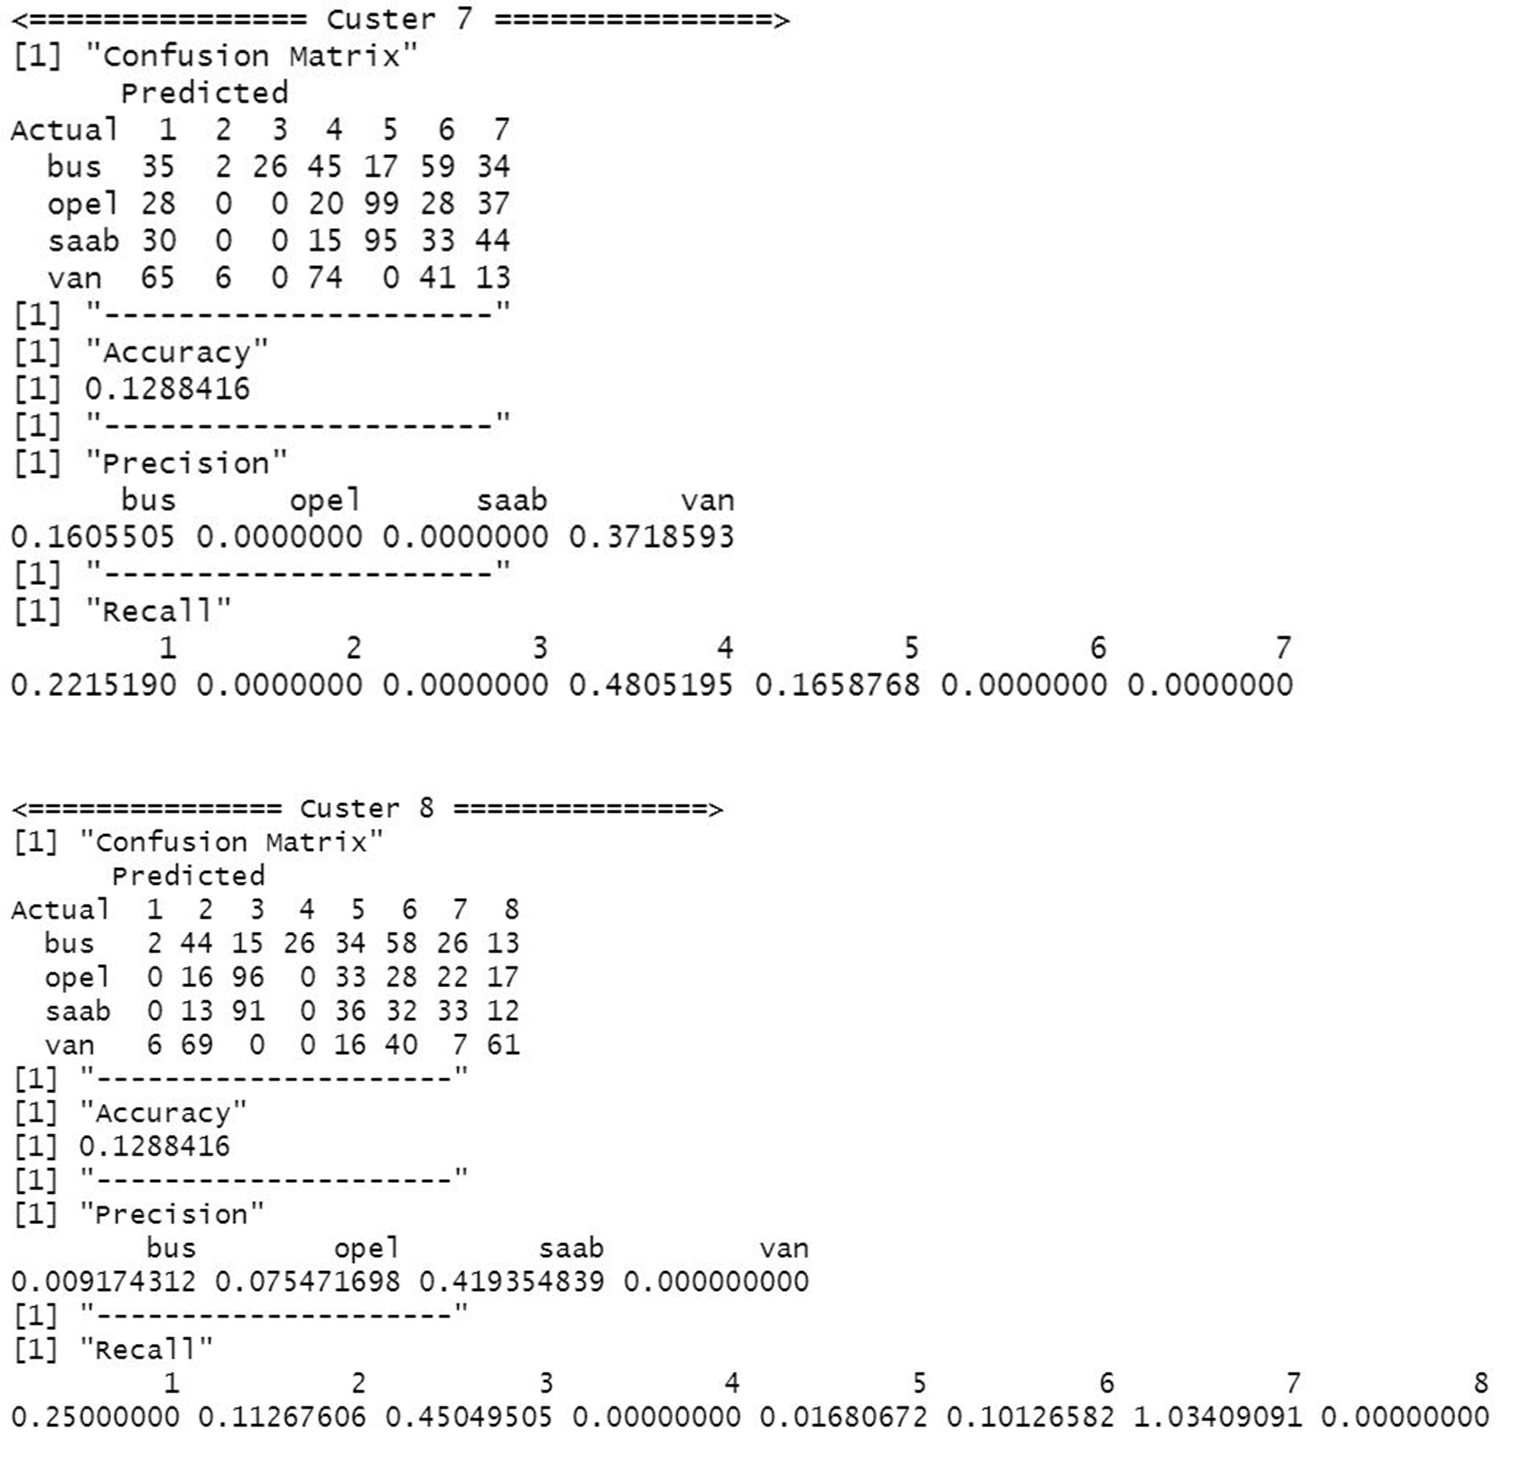 <=============== Custer 7 ===============>
[1] "Confusion Matrix"
      Predicted
Actual  1  2  3  4  5  6  7
  bus  35  2 26 45 17 59 34
  opel 28  0  0 20 99 28 37
  saab 30  0  0 15 95 33 44
  van  65  6  0 74  0 41 13
[1] "---------------------"
[1] "Accuracy"
[1] 0.1288416
[1] "---------------------"
[1] "Precision"
      bus      opel      saab       van
0.1605505 0.0000000 0.0000000 0.3718593
[1] "---------------------"
[1] "Recall"
        1         2         3         4         5         6         7
0.2215190 0.0000000 0.0000000 0.4805195 0.1658768 0.0000000 0.0000000
<=============== Custer 8 ===============>
[1] "Confusion Matrix"
      Predicted
Actual  1  2  3  4  5  6  7  8
  bus   2 44 15 26 34 58 26 13
  opel  0 16 96  0 33 28 22 17
  saab  0 13 91  0 36 32 33 12
  van   6 69  0  0 16 40  7 61
[1] "---------------------"
[1] "Accuracy"
[1] 0.1288416
[1] "---------------------"
[1] "Precision"
        bus        opel        saab         van
0.009174312 0.075471698 0.419354839 0.000000000
[1] "---------------------"
[1] "Recall"
         1          2          3          4          5          6          7          8
0.25000000 0.11267606 0.45049505 0.00000000 0.01680672 0.10126582 1.03409091 0.00000000